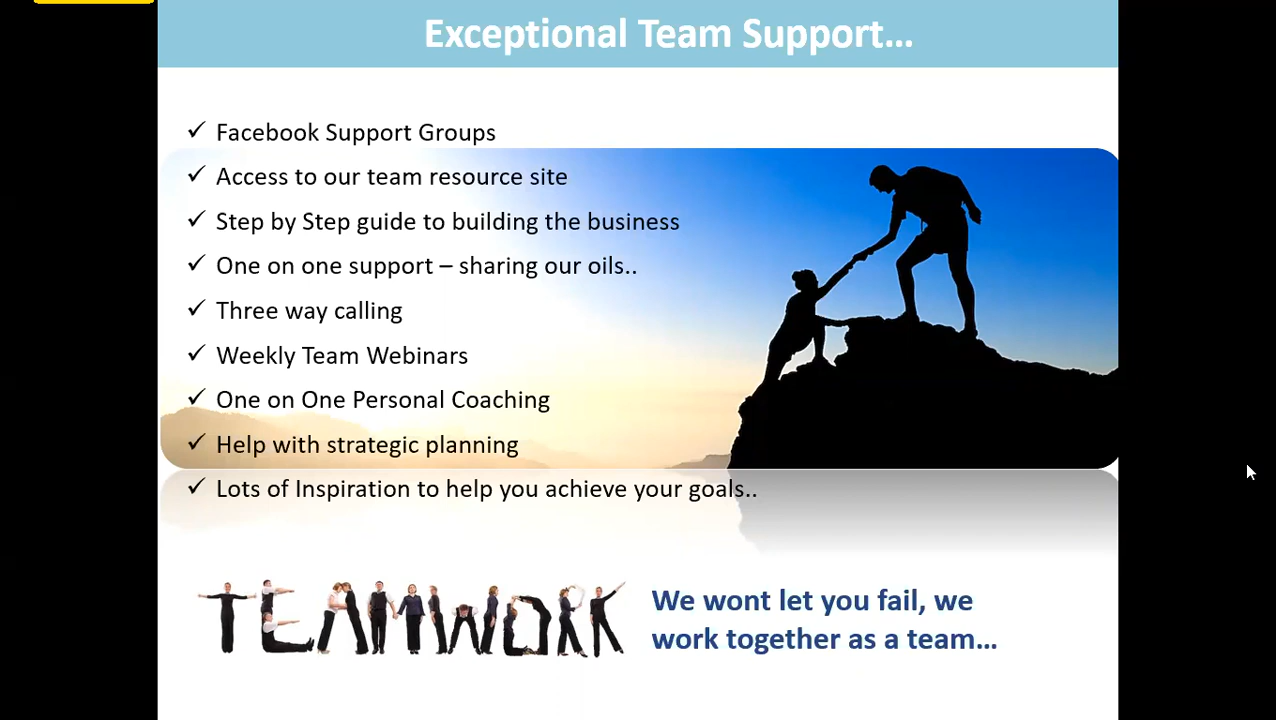 Exceptional Team Support…
✓ Facebook Support Groups
✓ Access to our team resource site
✓ Step by Step guide to building the business
✓ One on one support – sharing our oils..
✓ Three way calling
✓ Weekly Team Webinars
✓ One on One Personal Coaching
✓ Help with strategic planning
✓ Lots of Inspiration to help you achieve your goals..
TEAMWORK
We wont let you fail, we
work together as a team…